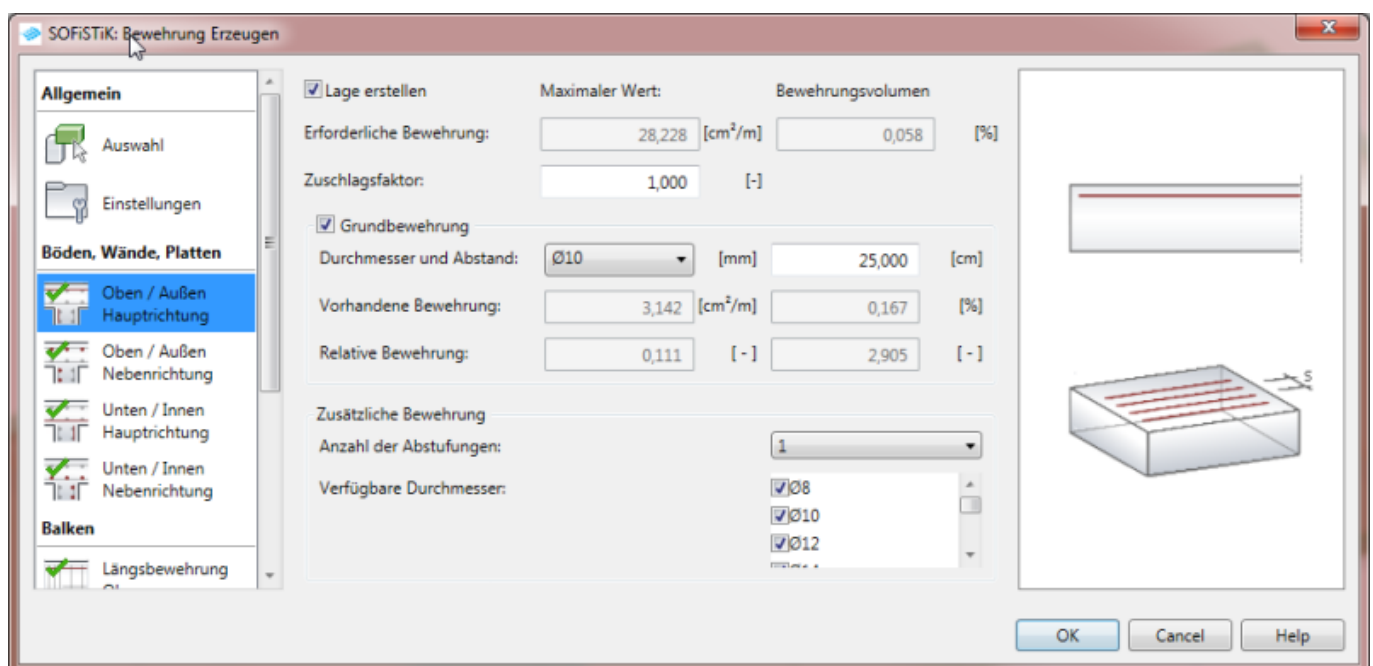 SOFiSTiK: Bewehrung Erzeugen
Allgemein
Auswahl
Einstellungen
Böden, Wände, Platten
Oben / Außen
Hauptrichtung
Oben / Außen
Nebenrichtung
Unten / Innen
Hauptrichtung
Unten / Innen
Nebenrichtung
Balken
Längsbewehrung
Lage erstellen Maximaler Wert: Bewehrungsvolumen
Erforderliche Bewehrung: 28,228 [cm²/m] 0,058 [%]
Zuschlagsfaktor: 1,000 [-]
Grundbewehrung
Durchmesser und Abstand: Ø10 [mm] 25,000 [cm]
Vorhandene Bewehrung: 3,142 [cm²/m] 0,167 [%]
Relative Bewehrung: 0,111 [ - ] 2,905 [ - ]
Zusätzliche Bewehrung
Anzahl der Abstufungen: 1
Verfügbare Durchmesser: Ø8
Ø10
Ø12
s
OK Cancel Help